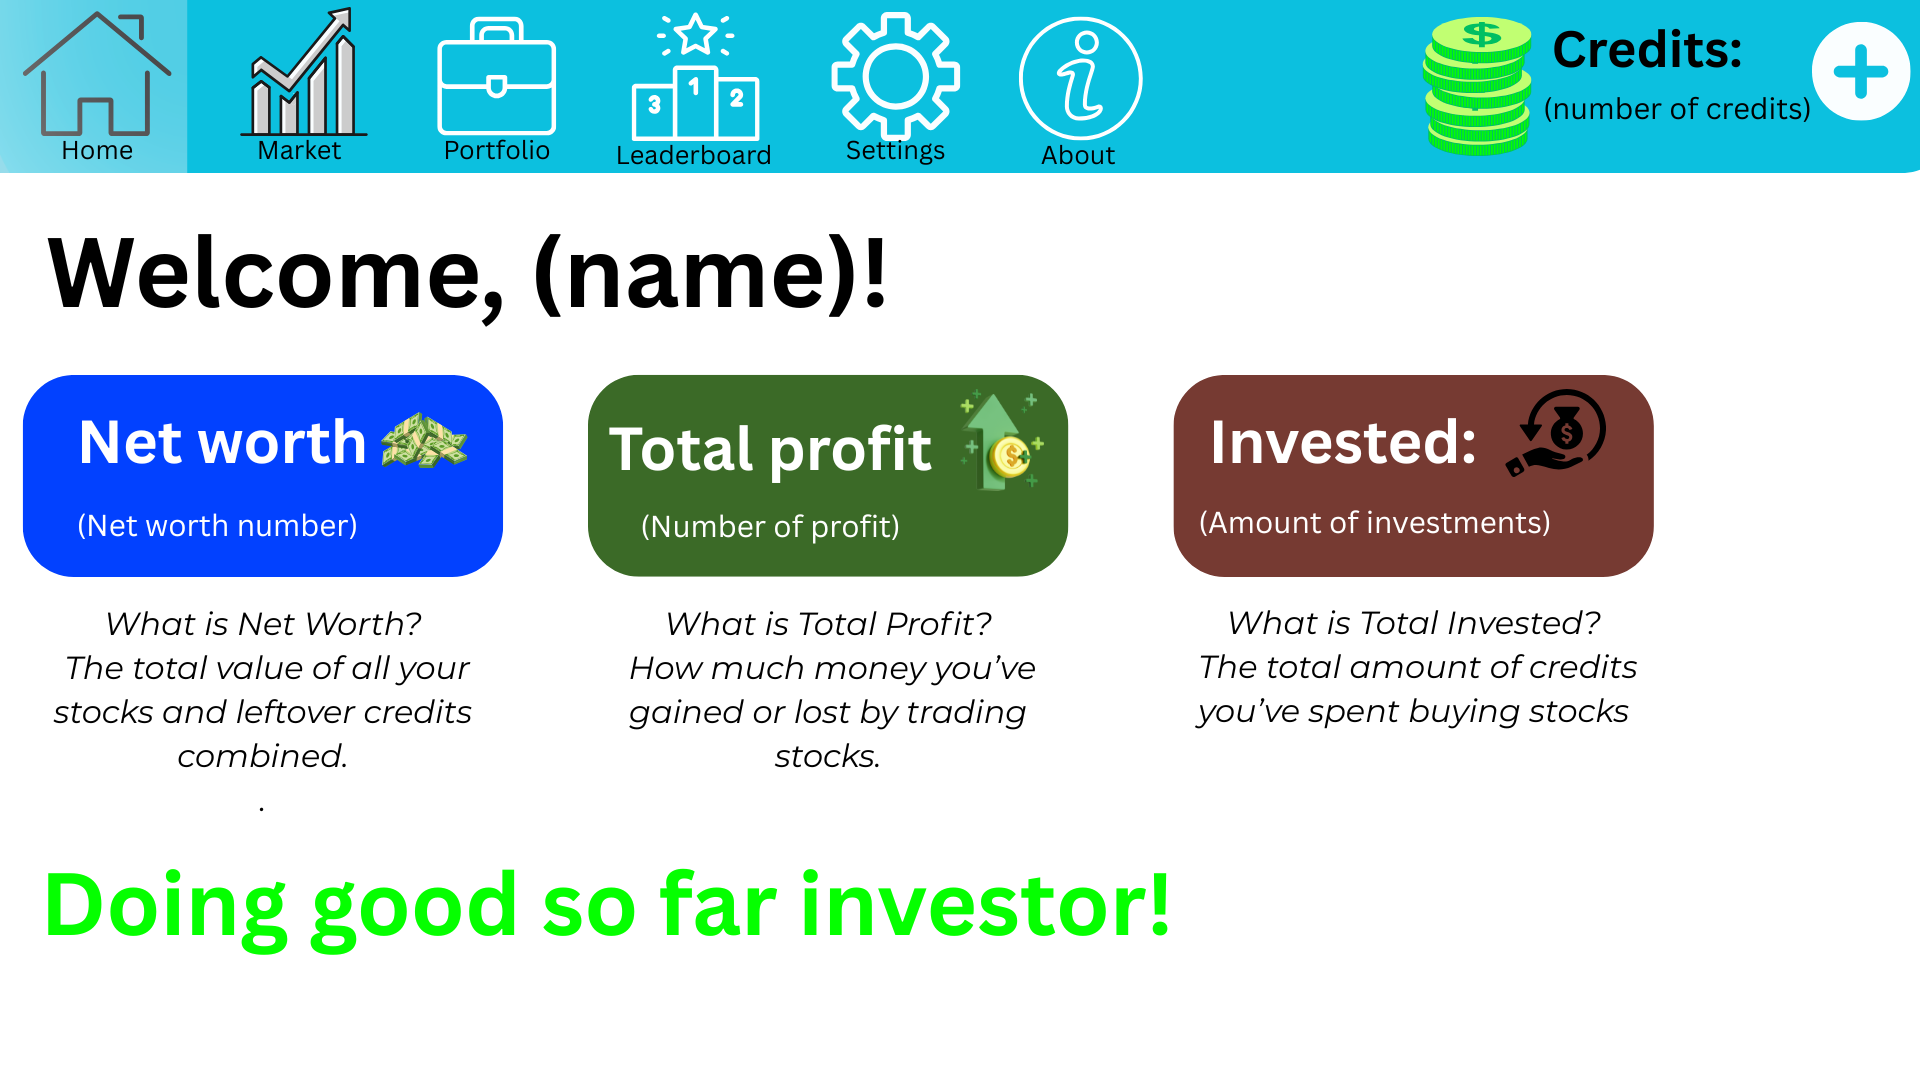 Home
Market
Portfolio
3
1
2
Leaderboard
Settings
About
$
Credits:
(number of credits)
Welcome, (name)!
Net worth
(Net worth number)
Total profit
$
(Number of profit)
Invested:
$
(Amount of investments)
What is Net Worth?
The total value of all your
stocks and leftover credits
combined.
.
What is Total Profit?
How much money you’ve
gained or lost by trading
stocks.
What is Total Invested?
The total amount of credits
you’ve spent buying stocks
Doing good so far investor!